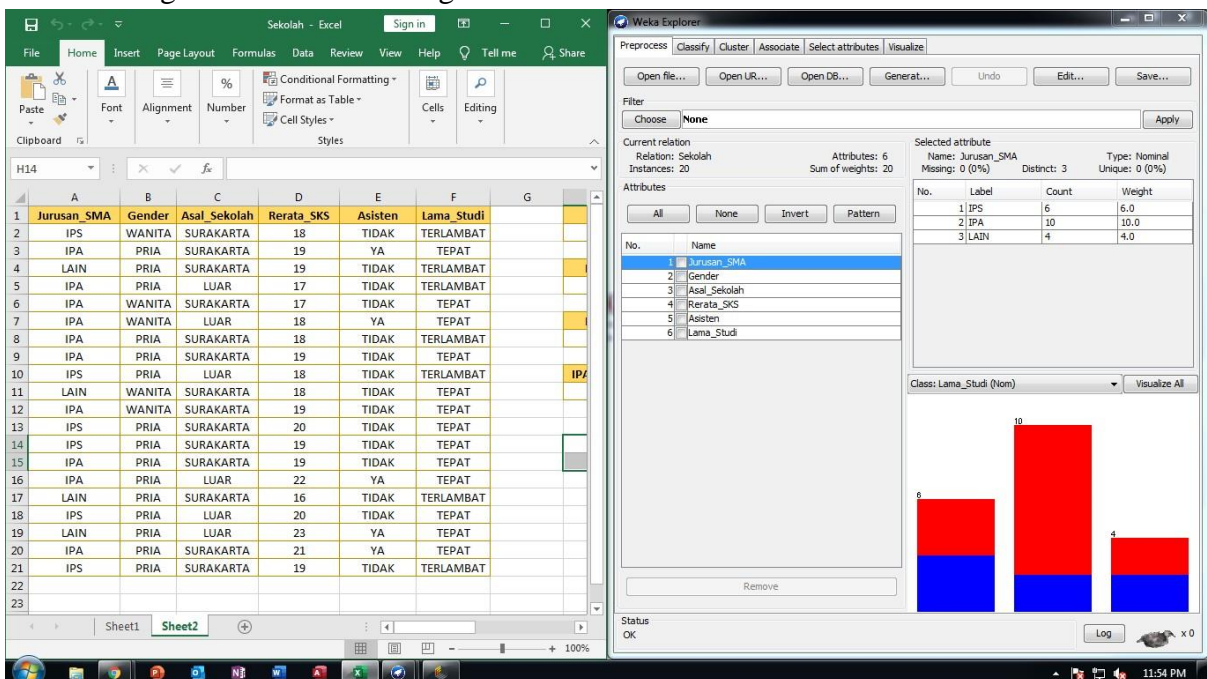 Sekolah - Excel
Sign in
File Home Insert Page Layout Formulas Data Review View Help Tell me Share
Paste
Font
Alignment
Number
Conditional Formatting
Format as Table
Cell Styles
Cells
Editing
Clipboard
Styles
H14
fx
A B C D E F G
1 Jurusan_SMA Gender Asal_Sekolah Rerata_SKS Asisten Lama_Studi
2 IPS WANITA SURAKARTA 18 TIDAK TERLAMBAT
3 IPA PRIA SURAKARTA 19 YA TEPAT
4 LAIN PRIA SURAKARTA 19 TIDAK TERLAMBAT
5 IPA PRIA LUAR 17 TIDAK TERLAMBAT
6 IPA WANITA SURAKARTA 17 TIDAK TEPAT
7 IPA WANITA LUAR 18 YA TEPAT
8 IPA PRIA SURAKARTA 18 TIDAK TERLAMBAT
9 IPA PRIA SURAKARTA 19 TIDAK TEPAT
10 IPS PRIA LUAR 18 TIDAK TERLAMBAT
11 LAIN WANITA SURAKARTA 18 TIDAK TEPAT
12 IPA WANITA SURAKARTA 19 TIDAK TEPAT
13 IPS PRIA SURAKARTA 20 TIDAK TEPAT
14 IPS PRIA SURAKARTA 19 TIDAK TEPAT
15 IPA PRIA SURAKARTA 19 TIDAK TEPAT
16 IPA PRIA LUAR 22 YA TEPAT
17 LAIN PRIA SURAKARTA 16 TIDAK TERLAMBAT
18 IPS PRIA LUAR 20 TIDAK TEPAT
19 LAIN PRIA LUAR 23 YA TEPAT
20 IPA PRIA SURAKARTA 21 YA TEPAT
21 IPS PRIA SURAKARTA 19 TIDAK TERLAMBAT
22
23
Sheet1 Sheet2
100%
Weka Explorer
Preprocess Classify Cluster Associate Select attributes Visualize
Open file... Open UR... Open DB... Generat... Undo Edit... Save...
Filter
Choose None Apply
Current relation
Relation: Sekolah Attributes: 6
Instances: 20 Sum of weights: 20
Attributes
All None Invert Pattern
No. Name
1 Jurusan_SMA
2 Gender
3 Asal_Sekolah
4 Rerata_SKS
5 Asisten
6 Lama_Studi
Remove
Selected attribute
Name: Jurusan_SMA Type: Nominal
Missing: 0 (0%) Distinct: 3 Unique: 0 (0%)
No. Label Count Weight
1 IPS 6 6.0
2 IPA 10 10.0
3 LAIN 4 4.0
Class: Lama_Studi (Nom) Visualize All
6
10
4
Status
OK
Log x 0
11:54 PM